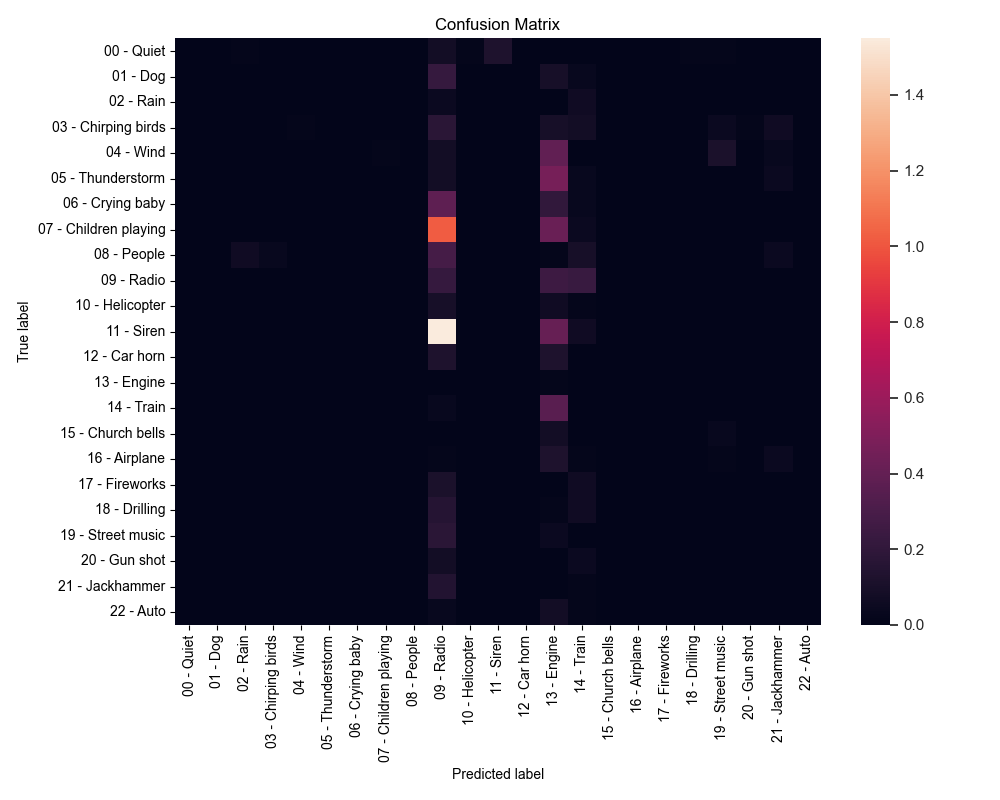 Confusion Matrix
True label
00 - Quiet
01 - Dog
02 - Rain
03 - Chirping birds
04 - Wind
05 - Thunderstorm
06 - Crying baby
07 - Children playing
08 - People
09 - Radio
10 - Helicopter
11 - Siren
12 - Car horn
13 - Engine
14 - Train
15 - Church bells
16 - Airplane
17 - Fireworks
18 - Drilling
19 - Street music
20 - Gun shot
21 - Jackhammer
22 - Auto
00 - Quiet
01 - Dog
02 - Rain
03 - Chirping birds
04 - Wind
05 - Thunderstorm
06 - Crying baby
07 - Children playing
08 - People
09 - Radio
10 - Helicopter
11 - Siren
12 - Car horn
13 - Engine
14 - Train
15 - Church bells
16 - Airplane
17 - Fireworks
18 - Drilling
19 - Street music
20 - Gun shot
21 - Jackhammer
22 - Auto
Predicted label
1.4
1.2
1.0
0.8
0.6
0.4
0.2
0.0